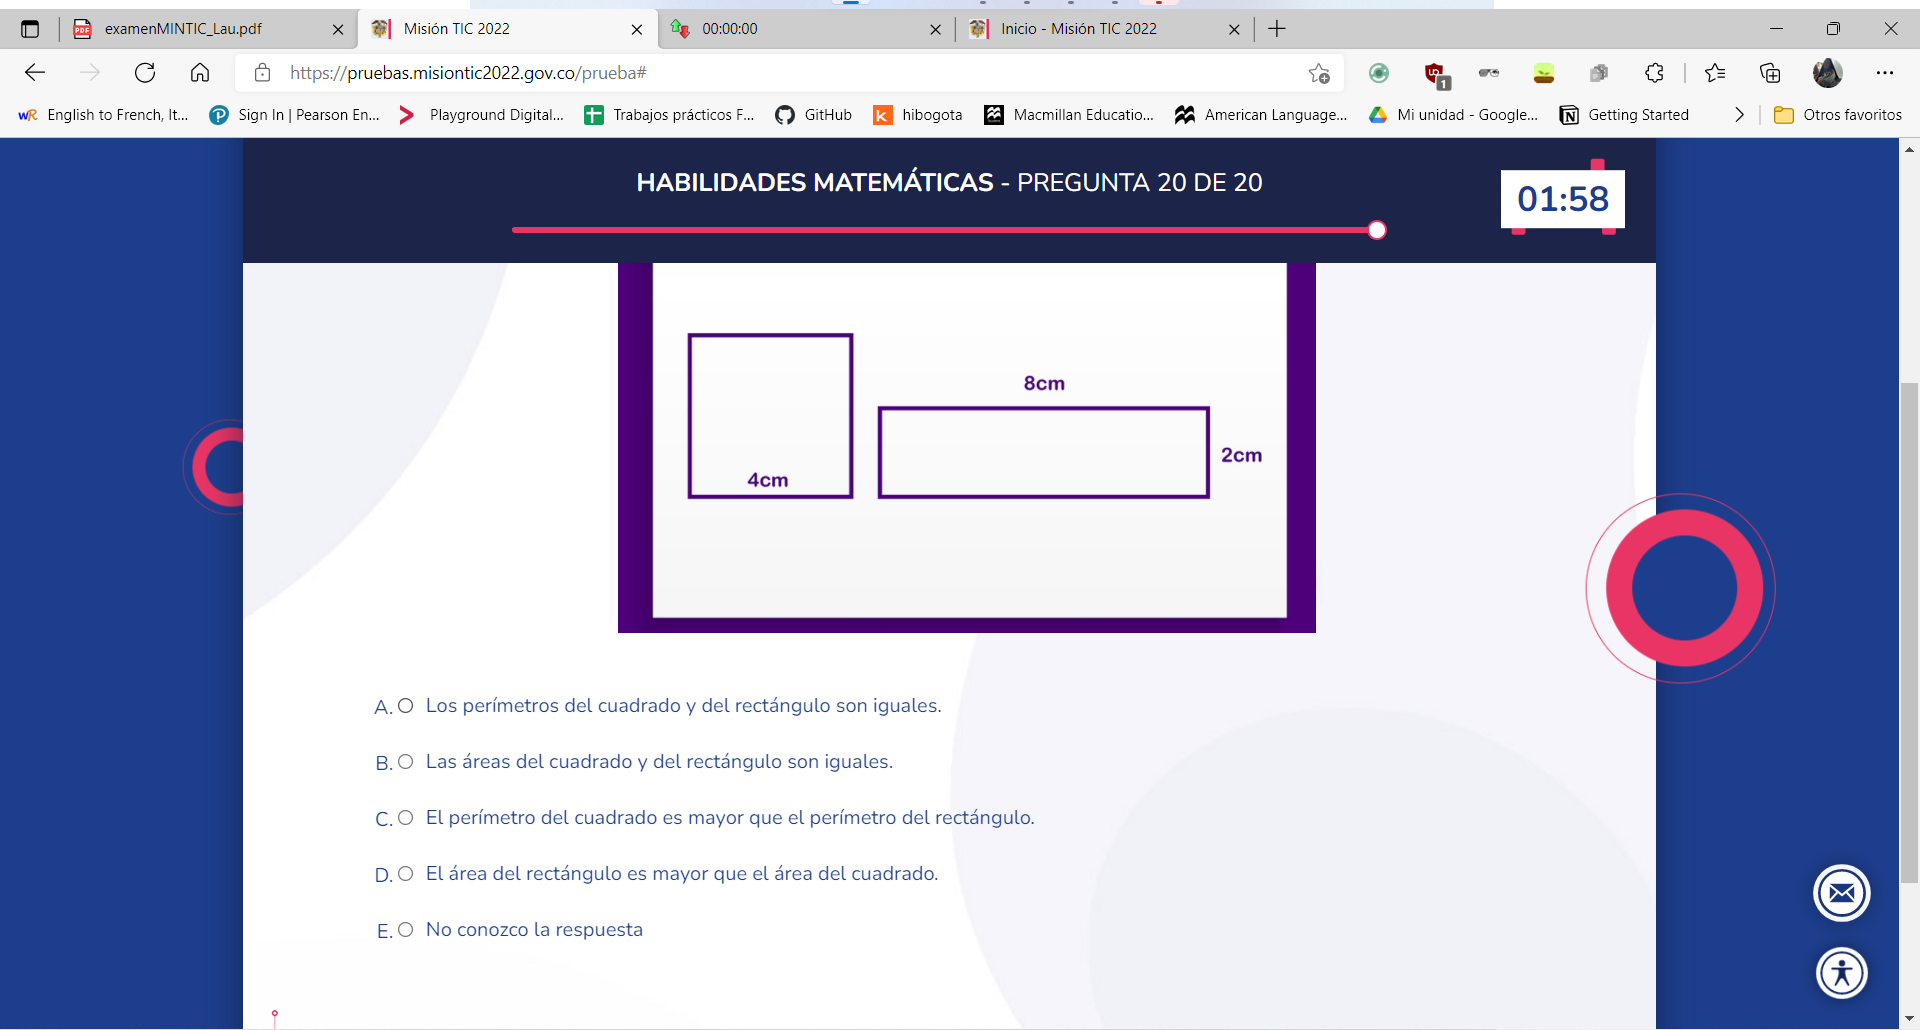 examenMINTIC_Lau.pdf
Misión TIC 2022
00:00:00
Inicio - Misión TIC 2022
https://pruebas.misiontic2022.gov.co/prueba#
1
English to French, It...
Sign In | Pearson En...
Playground Digital...
Trabajos prácticos F...
GitHub
hibogota
Macmillan Educatio...
American Language...
Mi unidad - Google...
Getting Started
Otros favoritos
HABILIDADES MATEMÁTICAS - PREGUNTA 20 DE 20
01:58
8cm
2cm
4cm
A. Los perímetros del cuadrado y del rectángulo son iguales.
B. Las áreas del cuadrado y del rectángulo son iguales.
C. El perímetro del cuadrado es mayor que el perímetro del rectángulo.
D. El área del rectángulo es mayor que el área del cuadrado.
E. No conozco la respuesta